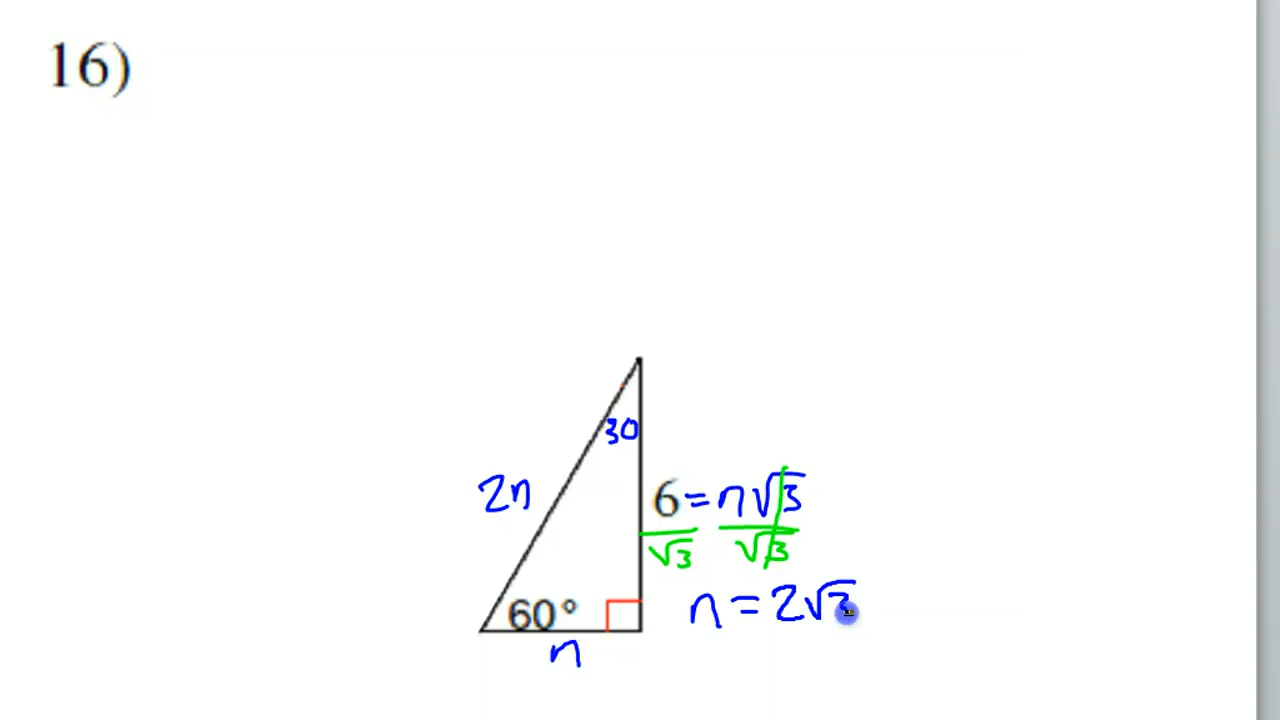 16)
30
2n
6 = n√3
√3 √3
60°
n = 2√3
n